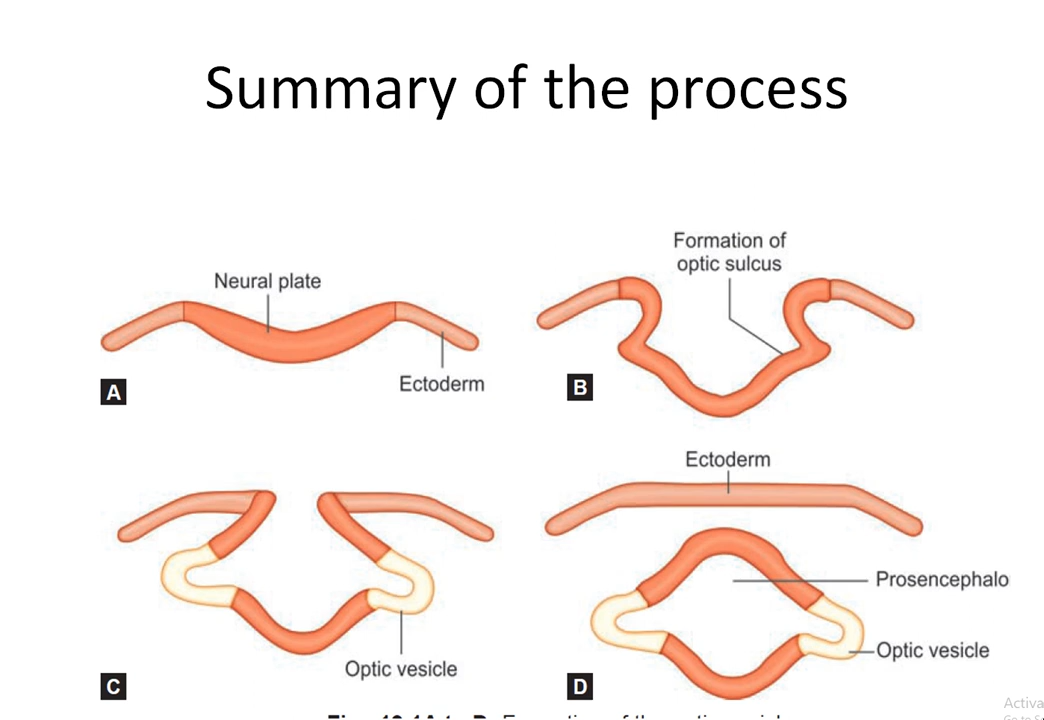 Summary of the process
Neural plate
Ectoderm
A
Formation of
optic sulcus
B
Optic vesicle
C
Ectoderm
Prosencephalo
Optic vesicle
D
Activa